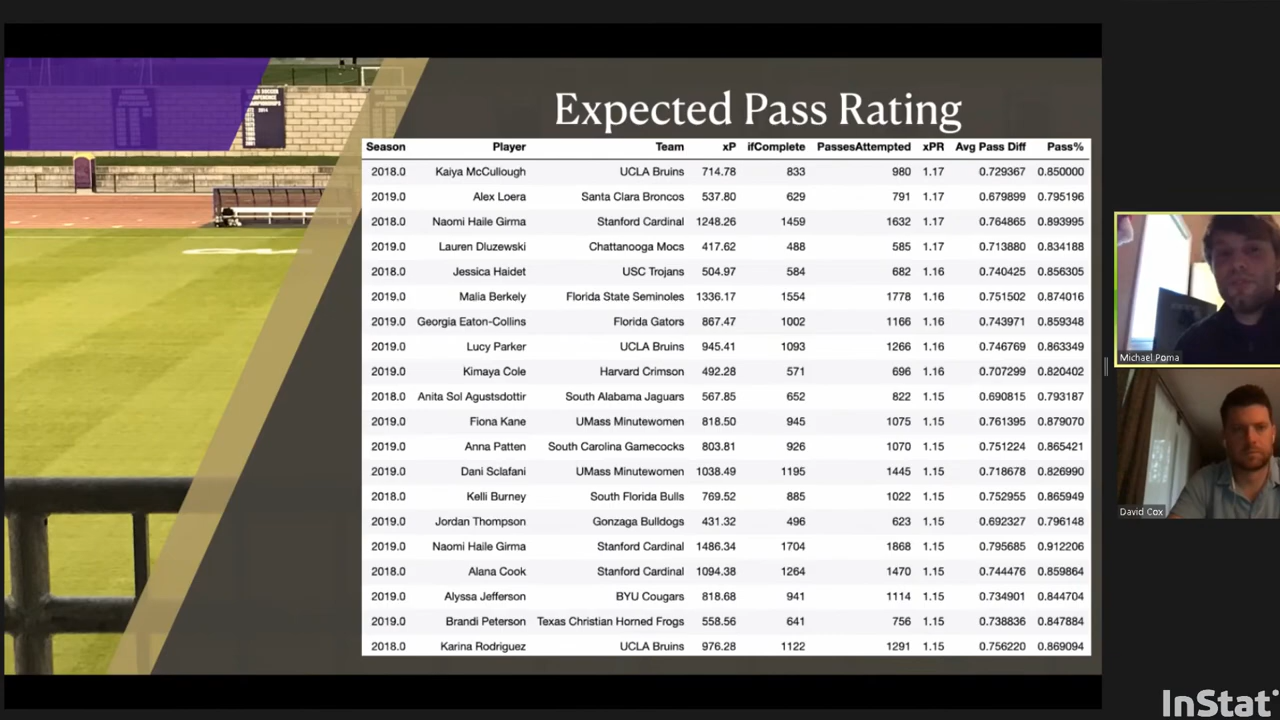 Expected Pass Rating
Season Player Team xP ifComplete PassesAttempted xPR Avg Pass Diff Pass%
2018.0 Kaiya McCullough UCLA Bruins 714.78 833 980 1.17 0.729367 0.850000
2019.0 Alex Loera Santa Clara Broncos 537.80 629 791 1.17 0.679899 0.795196
2018.0 Naomi Haile Girma Stanford Cardinal 1248.26 1459 1632 1.17 0.764865 0.893995
2019.0 Lauren Dluzewski Chattanooga Mocs 417.62 488 585 1.17 0.713880 0.834188
2018.0 Jessica Haidet USC Trojans 504.97 584 682 1.16 0.740425 0.856305
2019.0 Malia Berkely Florida State Seminoles 1336.17 1554 1778 1.16 0.751502 0.874016
2019.0 Georgia Eaton-Collins Florida Gators 867.47 1002 1166 1.16 0.743971 0.859348
2019.0 Lucy Parker UCLA Bruins 945.41 1093 1266 1.16 0.746769 0.863349
2019.0 Kimaya Cole Harvard Crimson 492.28 571 696 1.16 0.707299 0.820402
2018.0 Anita Sol Agustsdottir South Alabama Jaguars 567.85 652 822 1.15 0.690815 0.793187
2019.0 Fiona Kane UMass Minutewomen 818.50 945 1075 1.15 0.761395 0.879070
2019.0 Anna Patten South Carolina Gamecocks 803.81 926 1070 1.15 0.751224 0.865421
2019.0 Dani Sclafani UMass Minutewomen 1038.49 1195 1445 1.15 0.718678 0.826990
2018.0 Kelli Burney South Florida Bulls 769.52 885 1022 1.15 0.752955 0.865949
2019.0 Jordan Thompson Gonzaga Bulldogs 431.32 496 623 1.15 0.692327 0.796148
2019.0 Naomi Haile Girma Stanford Cardinal 1486.34 1704 1868 1.15 0.795685 0.912206
2018.0 Alana Cook Stanford Cardinal 1094.38 1264 1470 1.15 0.744476 0.859864
2019.0 Alyssa Jefferson BYU Cougars 818.68 941 1114 1.15 0.734901 0.844704
2019.0 Brandi Peterson Texas Christian Horned Frogs 558.56 641 756 1.15 0.738836 0.847884
2018.0 Karina Rodriguez UCLA Bruins 976.28 1122 1291 1.15 0.756220 0.869094
Michael Poma
David Cox
InStat